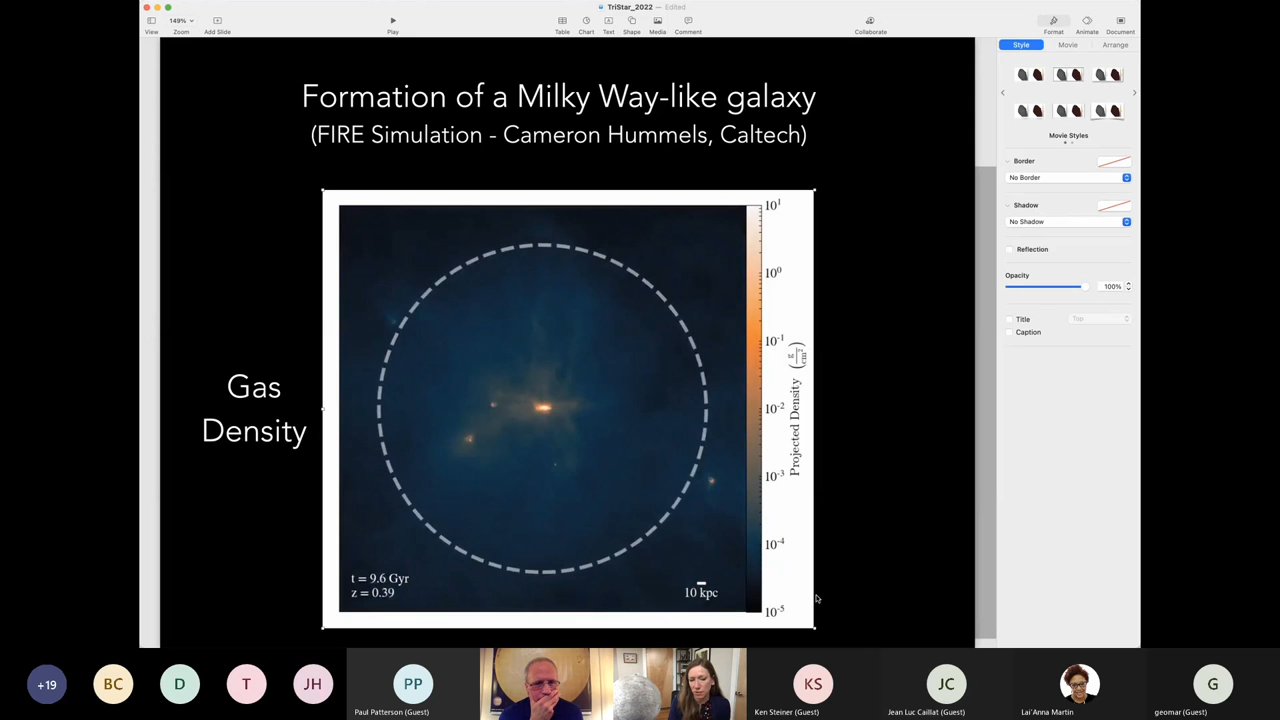 TriStar_2022 — Edited
149%
View
Zoom
Add Slide
Play
Table
Chart
Text
Shape
Media
Comment
Collaborate
Format
Animate
Document
Style
Movie
Arrange
Movie Styles
Border
No Border
Shadow
No Shadow
Reflection
Opacity
100%
Title
Top
Caption
Formation of a Milky Way-like galaxy
(FIRE Simulation - Cameron Hummels, Caltech)
Gas
Density
t = 9.6 Gyr
z = 0.39
10 kpc
10¹
10⁰
10⁻¹
10⁻²
10⁻³
10⁻⁴
10⁻⁵
Projected Density (g/cm²)
+19
BC
D
T
JH
PP
Paul Patterson (Guest)
KS
Ken Steiner (Guest)
JC
Jean Luc Caillat (Guest)
Lai'Anna Martin
G
geomar (Guest)